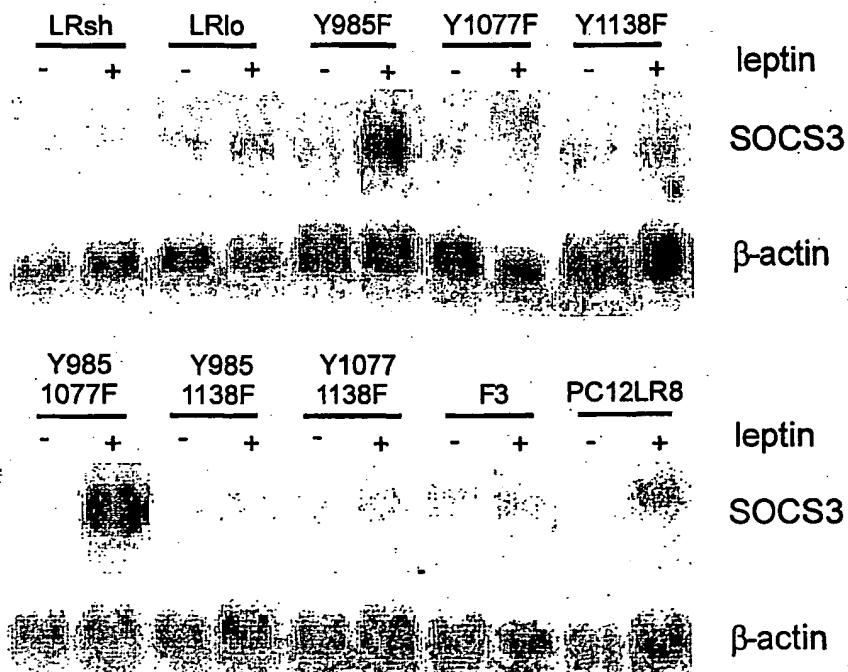 LRsh LRlo Y985F Y1077F Y1138F
- + - + - + - + - + leptin
SOCS3
β-actin
Y985 Y985 Y1077
1077F 1138F 1138F F3 PC12LR8
- + - + - + - + - + leptin
SOCS3
β-actin